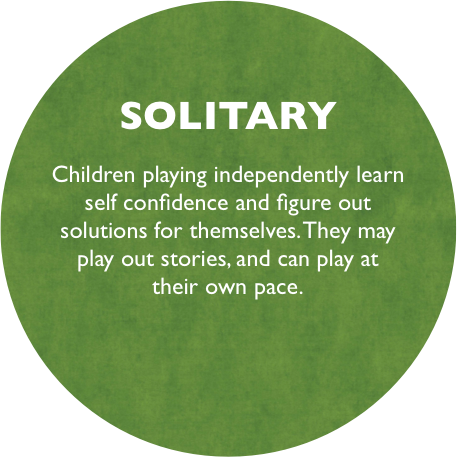 SOLITARY
Children playing independently learn
self confidence and figure out
solutions for themselves. They may
play out stories, and can play at
their own pace.